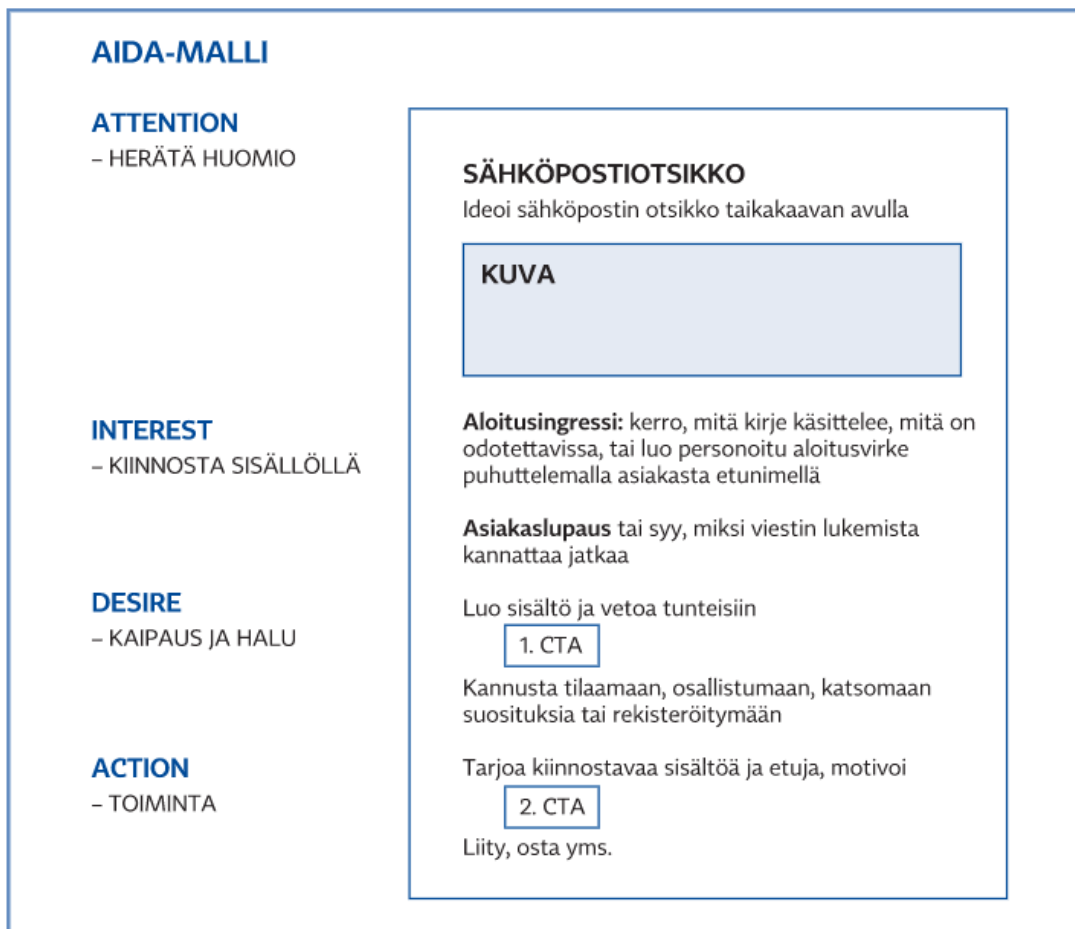 AIDA-MALLI
ATTENTION
– HERÄTÄ HUOMIO
SÄHKÖPOSTIOTSIKKO
Ideoi sähköpostin otsikko taikakaavan avulla
KUVA
INTEREST
– KIINNOSTA SISÄLLÖLLÄ
Aloitusingressi: kerro, mitä kirje käsittelee, mitä on
odotettavissa, tai luo personoitu aloitusvirke
puhuttelemalla asiakasta etunimellä
Asiakaslupaus tai syy, miksi viestin lukemista
kannattaa jatkaa
DESIRE
– KAIPAUS JA HALU
Luo sisältö ja vetoa tunteisiin
1. CTA
Kannusta tilaamaan, osallistumaan, katsomaan
suosituksia tai rekisteröitymään
ACTION
– TOIMINTA
Tarjoa kiinnostavaa sisältöä ja etuja, motivoi
2. CTA
Liity, osta yms.